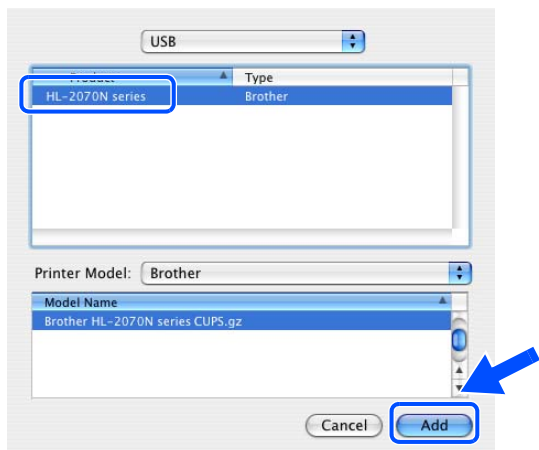 USB
Product Type
HL-2070N series Brother
Printer Model: Brother
Model Name
Brother HL-2070N series CUPS.gz
Cancel Add